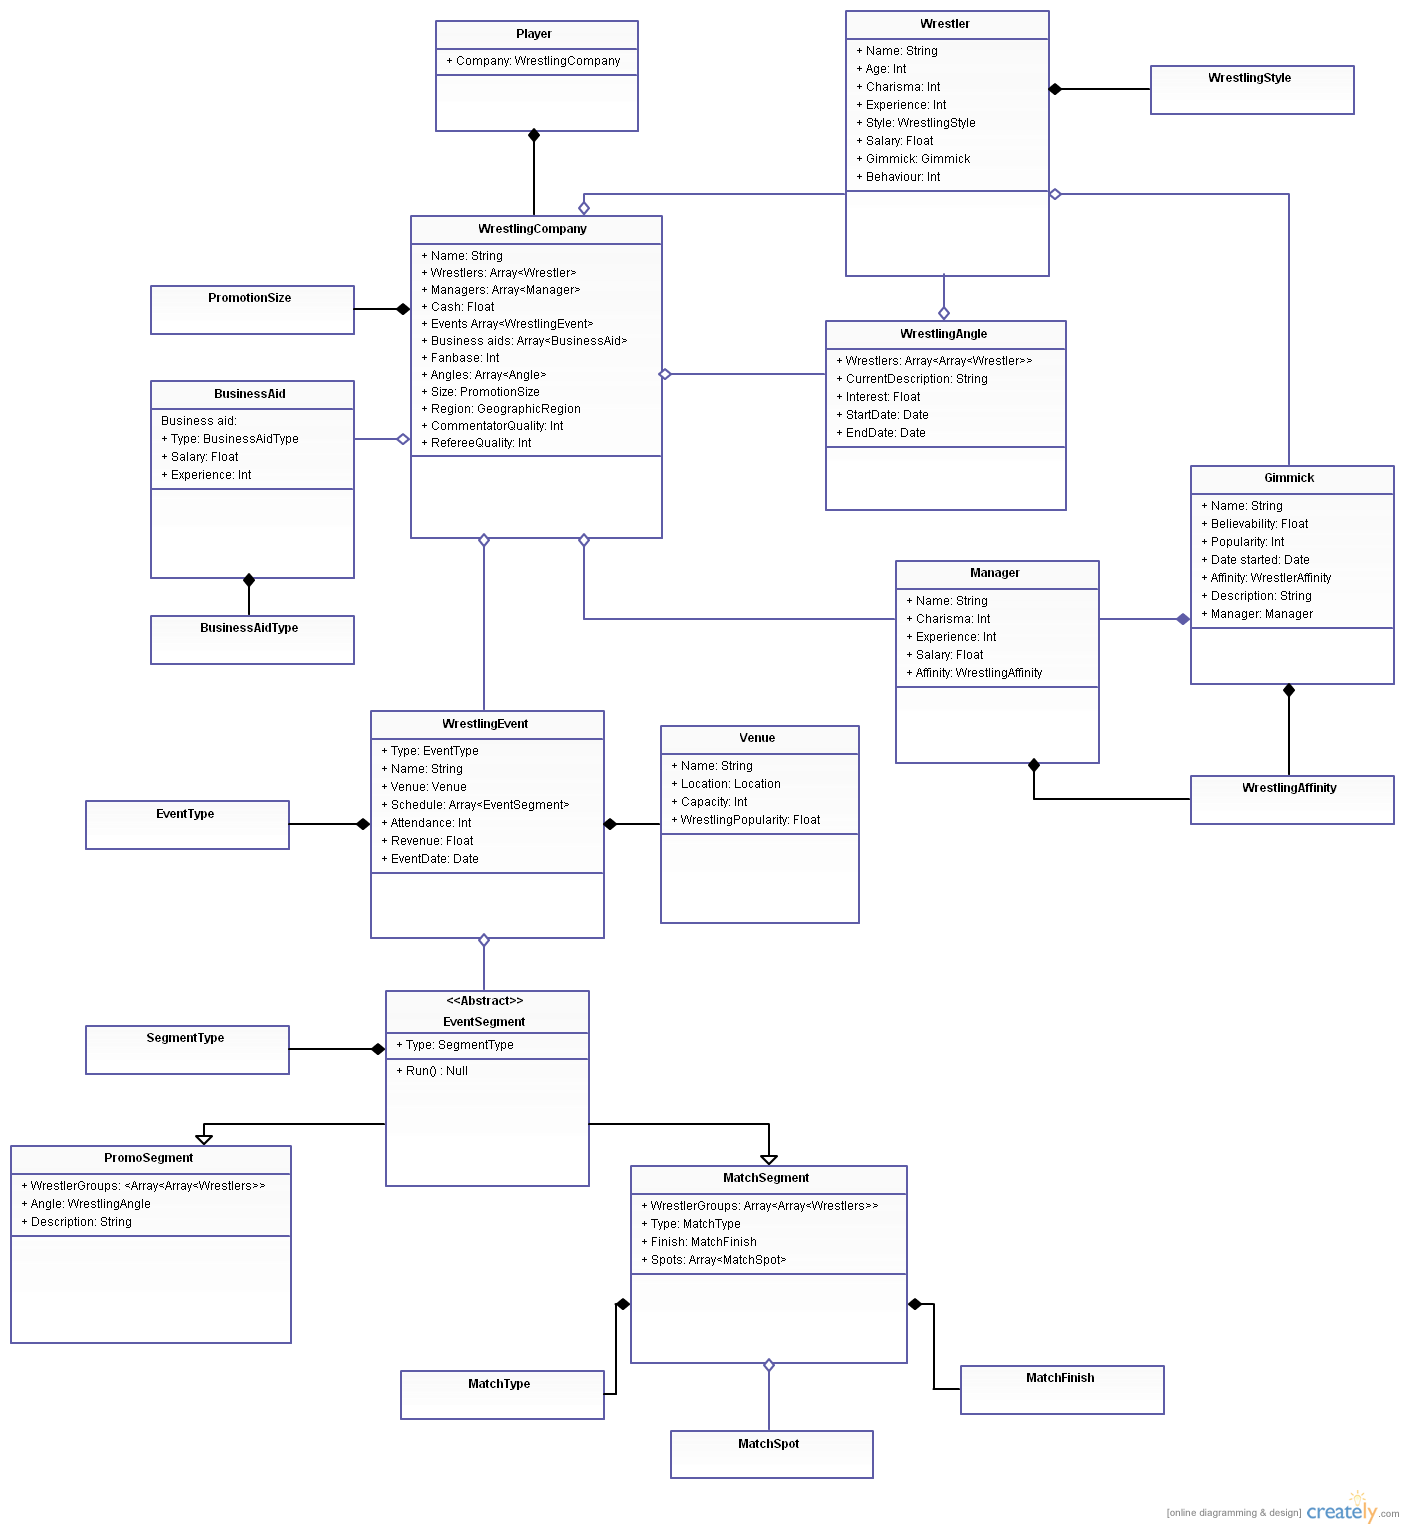 Player
+ Company: WrestlingCompany
Wrestler
+ Name: String
+ Age: Int
+ Charisma: Int
+ Experience: Int
+ Style: WrestlingStyle
+ Salary: Float
+ Gimmick: Gimmick
+ Behaviour: Int
WrestlingStyle
WrestlingCompany
+ Name: String
+ Wrestlers: Array<Wrestler>
+ Managers: Array<Manager>
+ Cash: Float
+ Events Array<WrestlingEvent>
+ Business aids: Array<BusinessAid>
+ Fanbase: Int
+ Angles: Array<Angle>
+ Size: PromotionSize
+ Region: GeographicRegion
+ CommentatorQuality: Int
+ RefereeQuality: Int
PromotionSize
WrestlingAngle
+ Wrestlers: Array<Array<Wrestler>>
+ CurrentDescription: String
+ Interest: Float
+ StartDate: Date
+ EndDate: Date
BusinessAid
Business aid:
+ Type: BusinessAidType
+ Salary: Float
+ Experience: Int
BusinessAidType
Gimmick
+ Name: String
+ Believability: Float
+ Popularity: Int
+ Date started: Date
+ Affinity: WrestlerAffinity
+ Description: String
+ Manager: Manager
Manager
+ Name: String
+ Charisma: Int
+ Experience: Int
+ Salary: Float
+ Affinity: WrestlingAffinity
WrestlingAffinity
WrestlingEvent
+ Type: EventType
+ Name: String
+ Venue: Venue
+ Schedule: Array<EventSegment>
+ Attendance: Int
+ Revenue: Float
+ EventDate: Date
Venue
+ Name: String
+ Location: Location
+ Capacity: Int
+ WrestlingPopularity: Float
EventType
<<Abstract>>
EventSegment
+ Type: SegmentType
+ Run() : Null
SegmentType
PromoSegment
+ WrestlerGroups: <Array<Array<Wrestlers>>
+ Angle: WrestlingAngle
+ Description: String
MatchSegment
+ WrestlerGroups: Array<Array<Wrestlers>>
+ Type: MatchType
+ Finish: MatchFinish
+ Spots: Array<MatchSpot>
MatchType
MatchFinish
MatchSpot
[online diagramming & design] creately.com